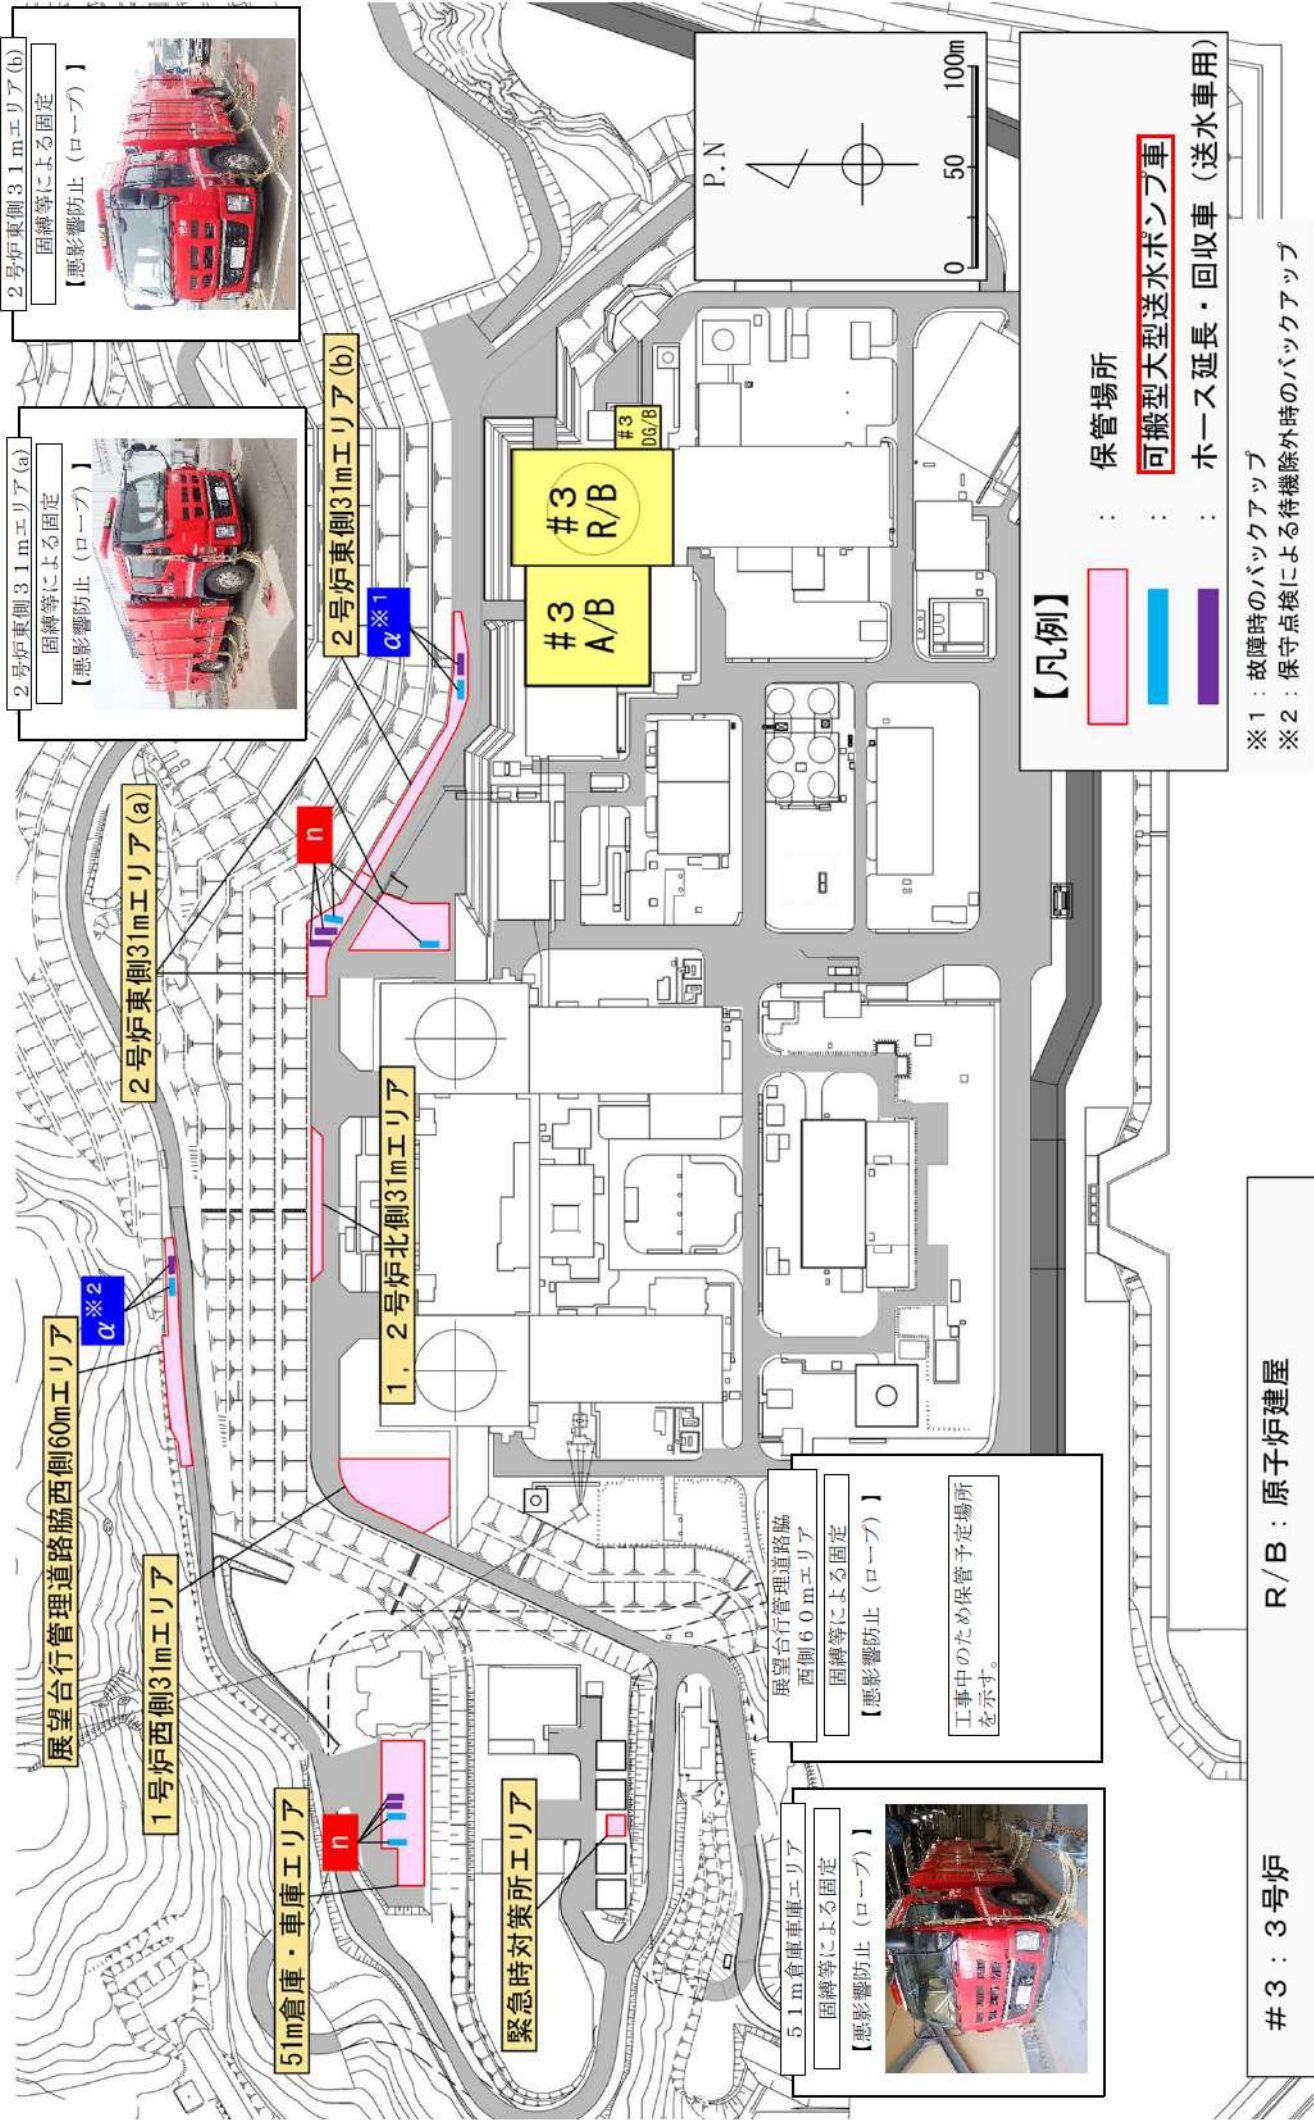 51m倉庫・車庫エリア
n
1号炉西側31mエリア
展望台行管理道路脇西側60mエリア
α※2
2号炉東側31mエリア(a)
n
1，2号炉北側31mエリア
2号炉東側31mエリア(b)
α※1
緊急時対策所エリア
#3
A/B
#3
R/B
#3
DG/B
2号炉東側31mエリア(a)
固縛等による固定
【悪影響防止（ロープ）】
2号炉東側31mエリア(b)
固縛等による固定
【悪影響防止（ロープ）】
51m倉庫車庫エリア
固縛等による固定
【悪影響防止（ロープ）】
展望台行管理道路脇
西側60mエリア
固縛等による固定
【悪影響防止（ロープ）】
工事中のため保管予定場所
を示す。
P.N
0 50 100m
【凡例】
：保管場所
：可搬型大型送水ポンプ車
：ホース延長・回収車（送水車用）
※1：故障時のバックアップ
※2：保守点検による待機除外時のバックアップ
#3：3号炉 R/B：原子炉建屋